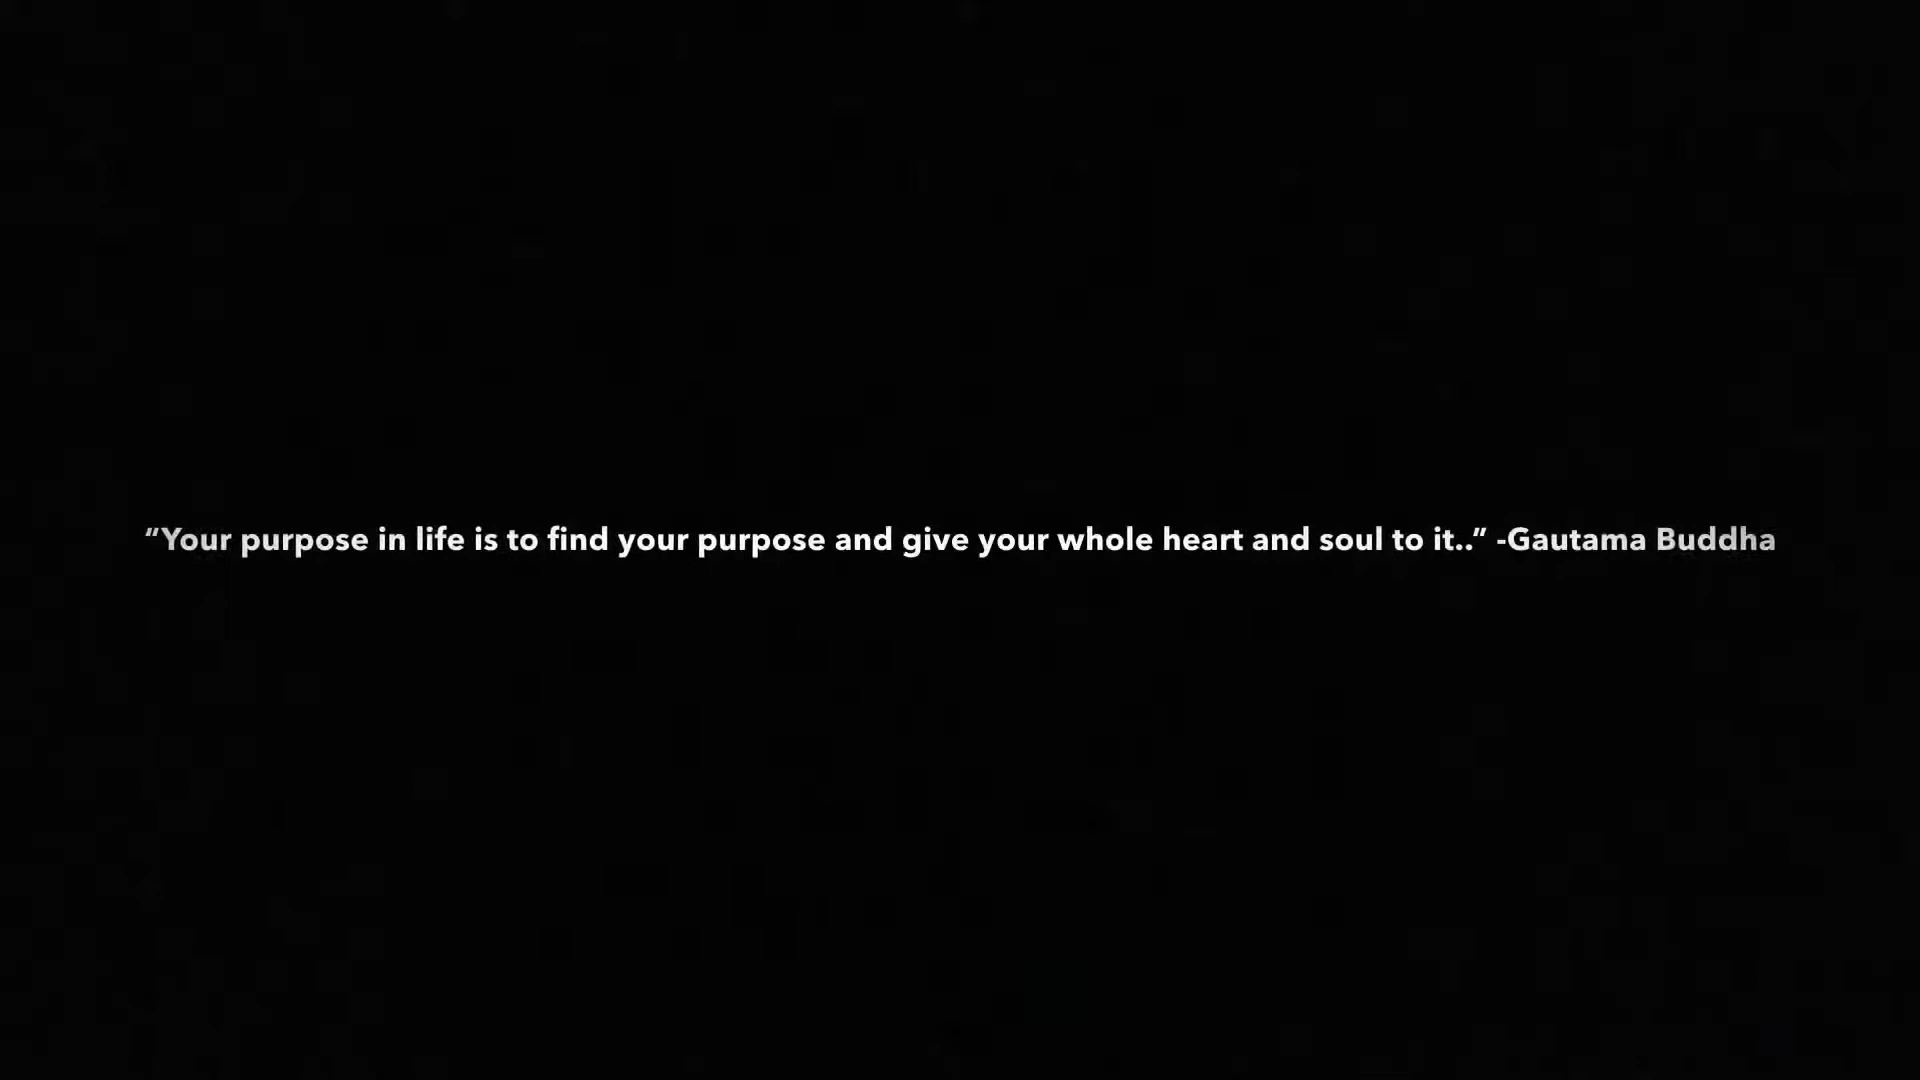 "Your purpose in life is to find your purpose and give your whole heart and soul to it.." -Gautama Buddha